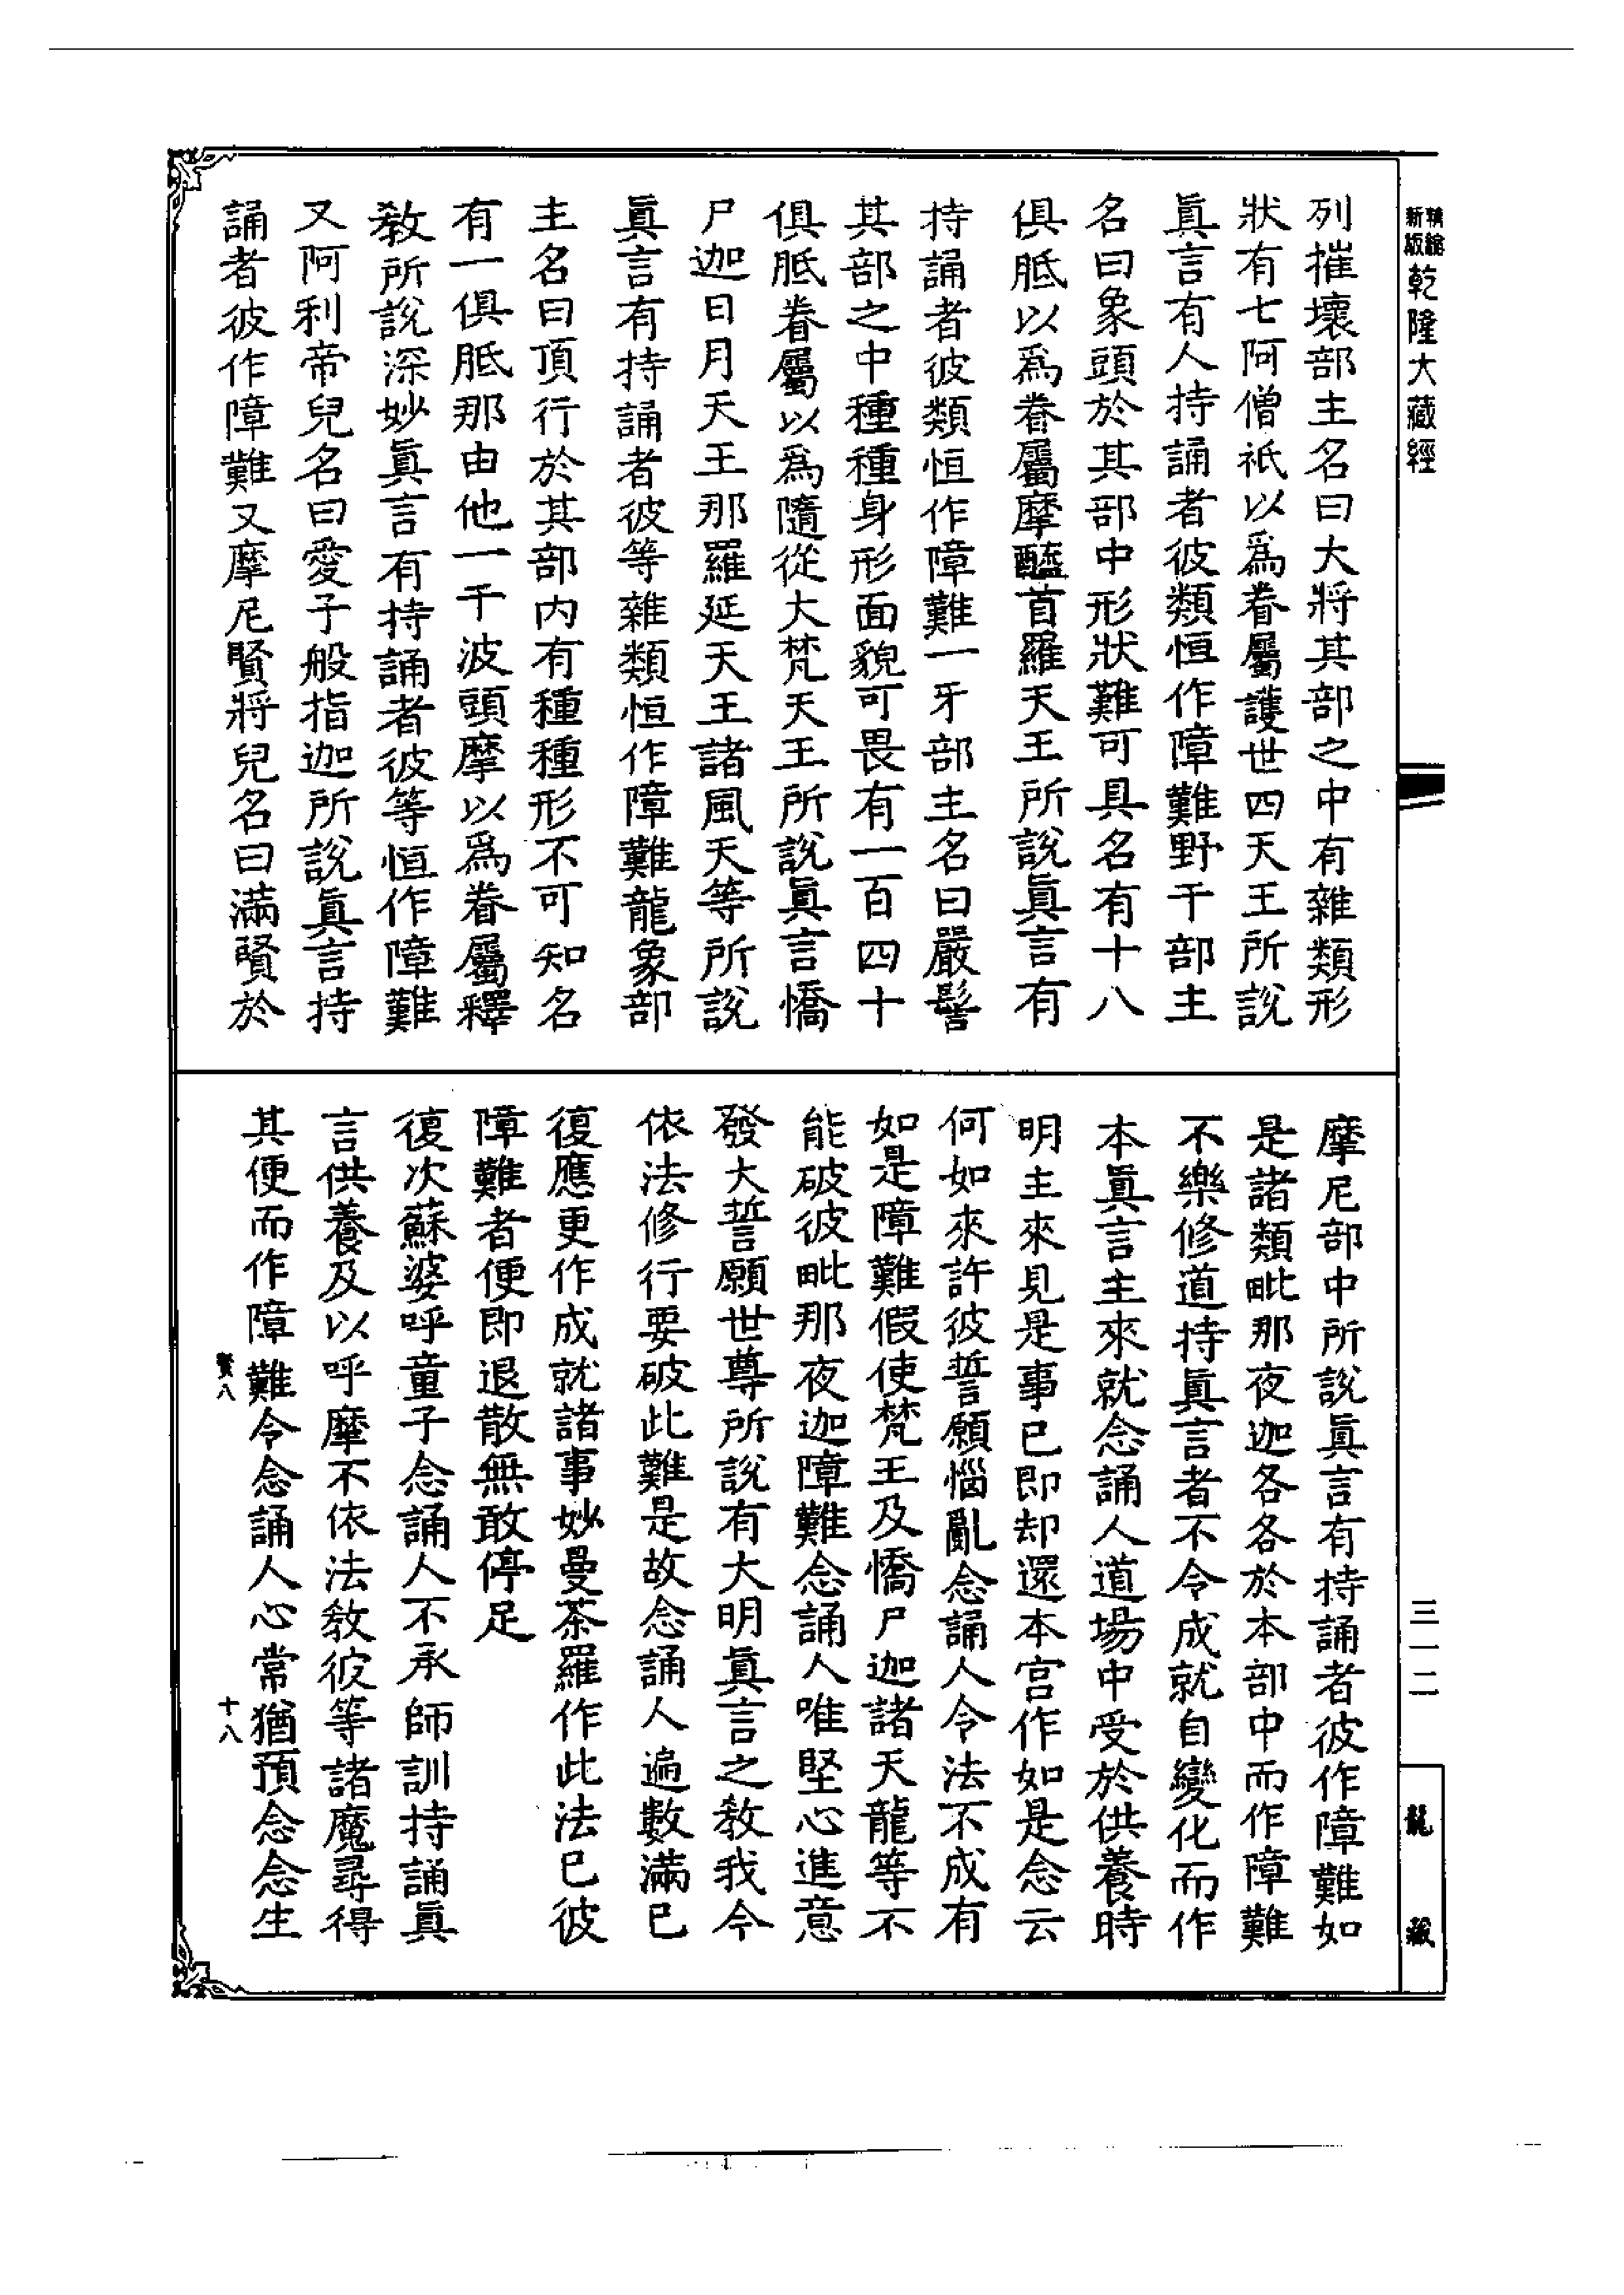 新版精縮乾隆大藏經
列摧壞部主名曰大將其部之中有雜類形
狀有七阿僧祇以爲眷屬護世四天王所說
眞言有人持誦者彼類恒作障難野干部主
名曰象頭於其部中形狀難可具名有十八
俱胝以爲眷屬摩醯首羅天王所說眞言有
持誦者彼類恒作障難一牙部主名曰嚴髻
其部之中種種身形面貌可畏有一百四十
俱胝眷屬以爲隨從大梵天王所說眞言憍
尸迦日月天王那羅延天王諸風天等所說
眞言有持誦者彼等雜類恒作障難龍象部
主名曰頂行於其部內有種種形不可知名
有一俱胝那由他一千波頭摩以爲眷屬釋
教所說深妙眞言有持誦者彼等恒作障難
又阿利帝兒名曰愛子般指迦所說眞言持
誦者彼作障難又摩尼賢將兒名曰滿賢於
摩尼部中所說眞言有持誦者彼作障難如
是諸類毗那夜迦各各於本部中而作障難
不樂修道持眞言者不令成就自變化而作
本眞言主來就念誦人道場中受於供養時
明主來見是事已即却還本宮作如是念云
何如來許彼誓願惱亂念誦人令法不成有
如是障難假使梵王及憍尸迦諸天龍等不
能破彼毗那夜迦障難念誦人唯堅心進意
發大誓願世尊所說有大明眞言之教我今
依法修行要破此難是故念誦人遍數滿已
復應更作成就諸事妙曼荼羅作此法已彼
障難者便即退散無敢停足
復次蘇婆呼童子念誦人不承師訓持誦眞
言供養及以呼摩不依法教彼等諸魔尋得
其便而作障難令念誦人心常猶預念念生
賢八
十八
三一二
龍藏